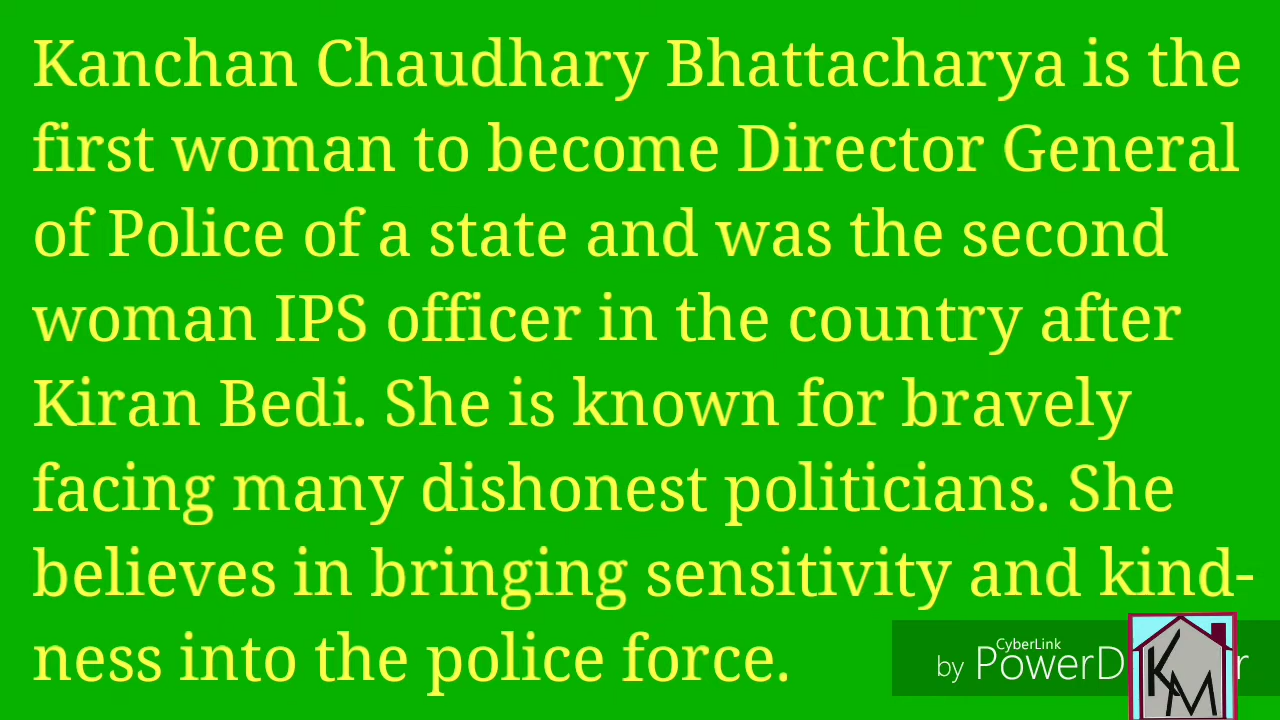 Kanchan Chaudhary Bhattacharya is the
first woman to become Director General
of Police of a state and was the second
woman IPS officer in the country after
Kiran Bedi. She is known for bravely
facing many dishonest politicians. She
believes in bringing sensitivity and kind-
ness into the police force.
CyberLink
by PowerD r
KM